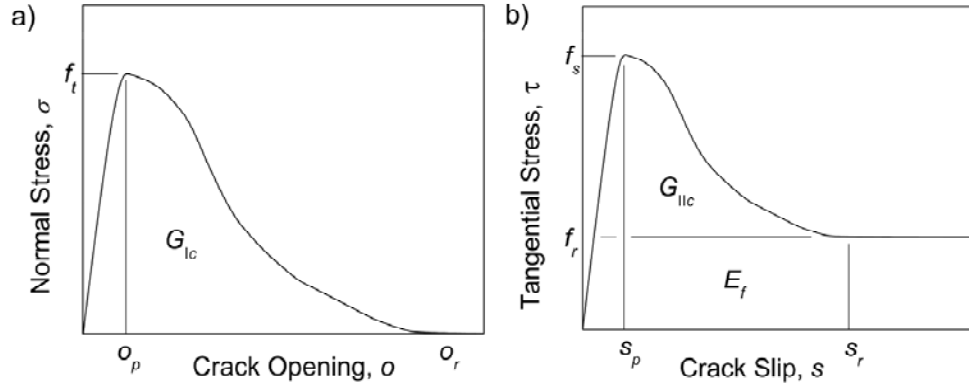 a)
Normal Stress, σ
f_t
G_Ic
o_p
o_r
Crack Opening, o
b)
Tangential Stress, τ
f_s
f_r
G_IIc
E_f
s_p
s_r
Crack Slip, s